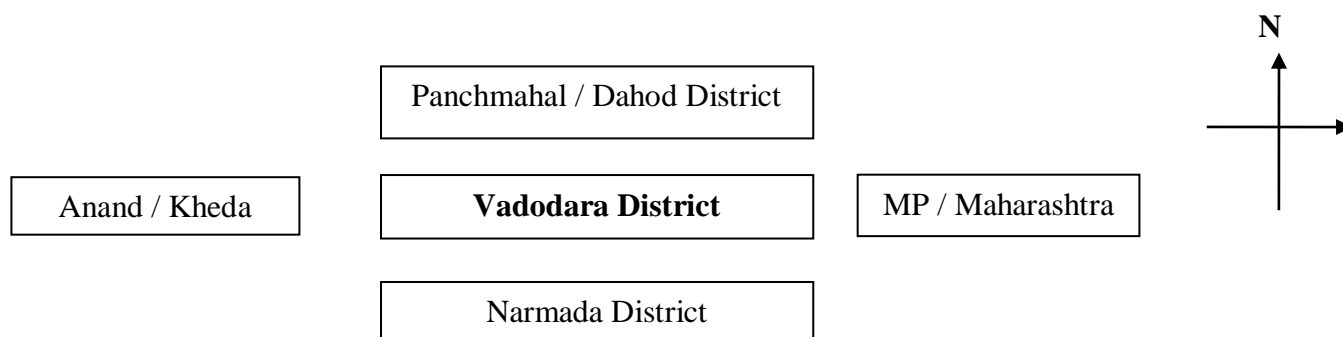 N
Panchmahal / Dahod District
Anand / Kheda
Vadodara District
MP / Maharashtra
Narmada District